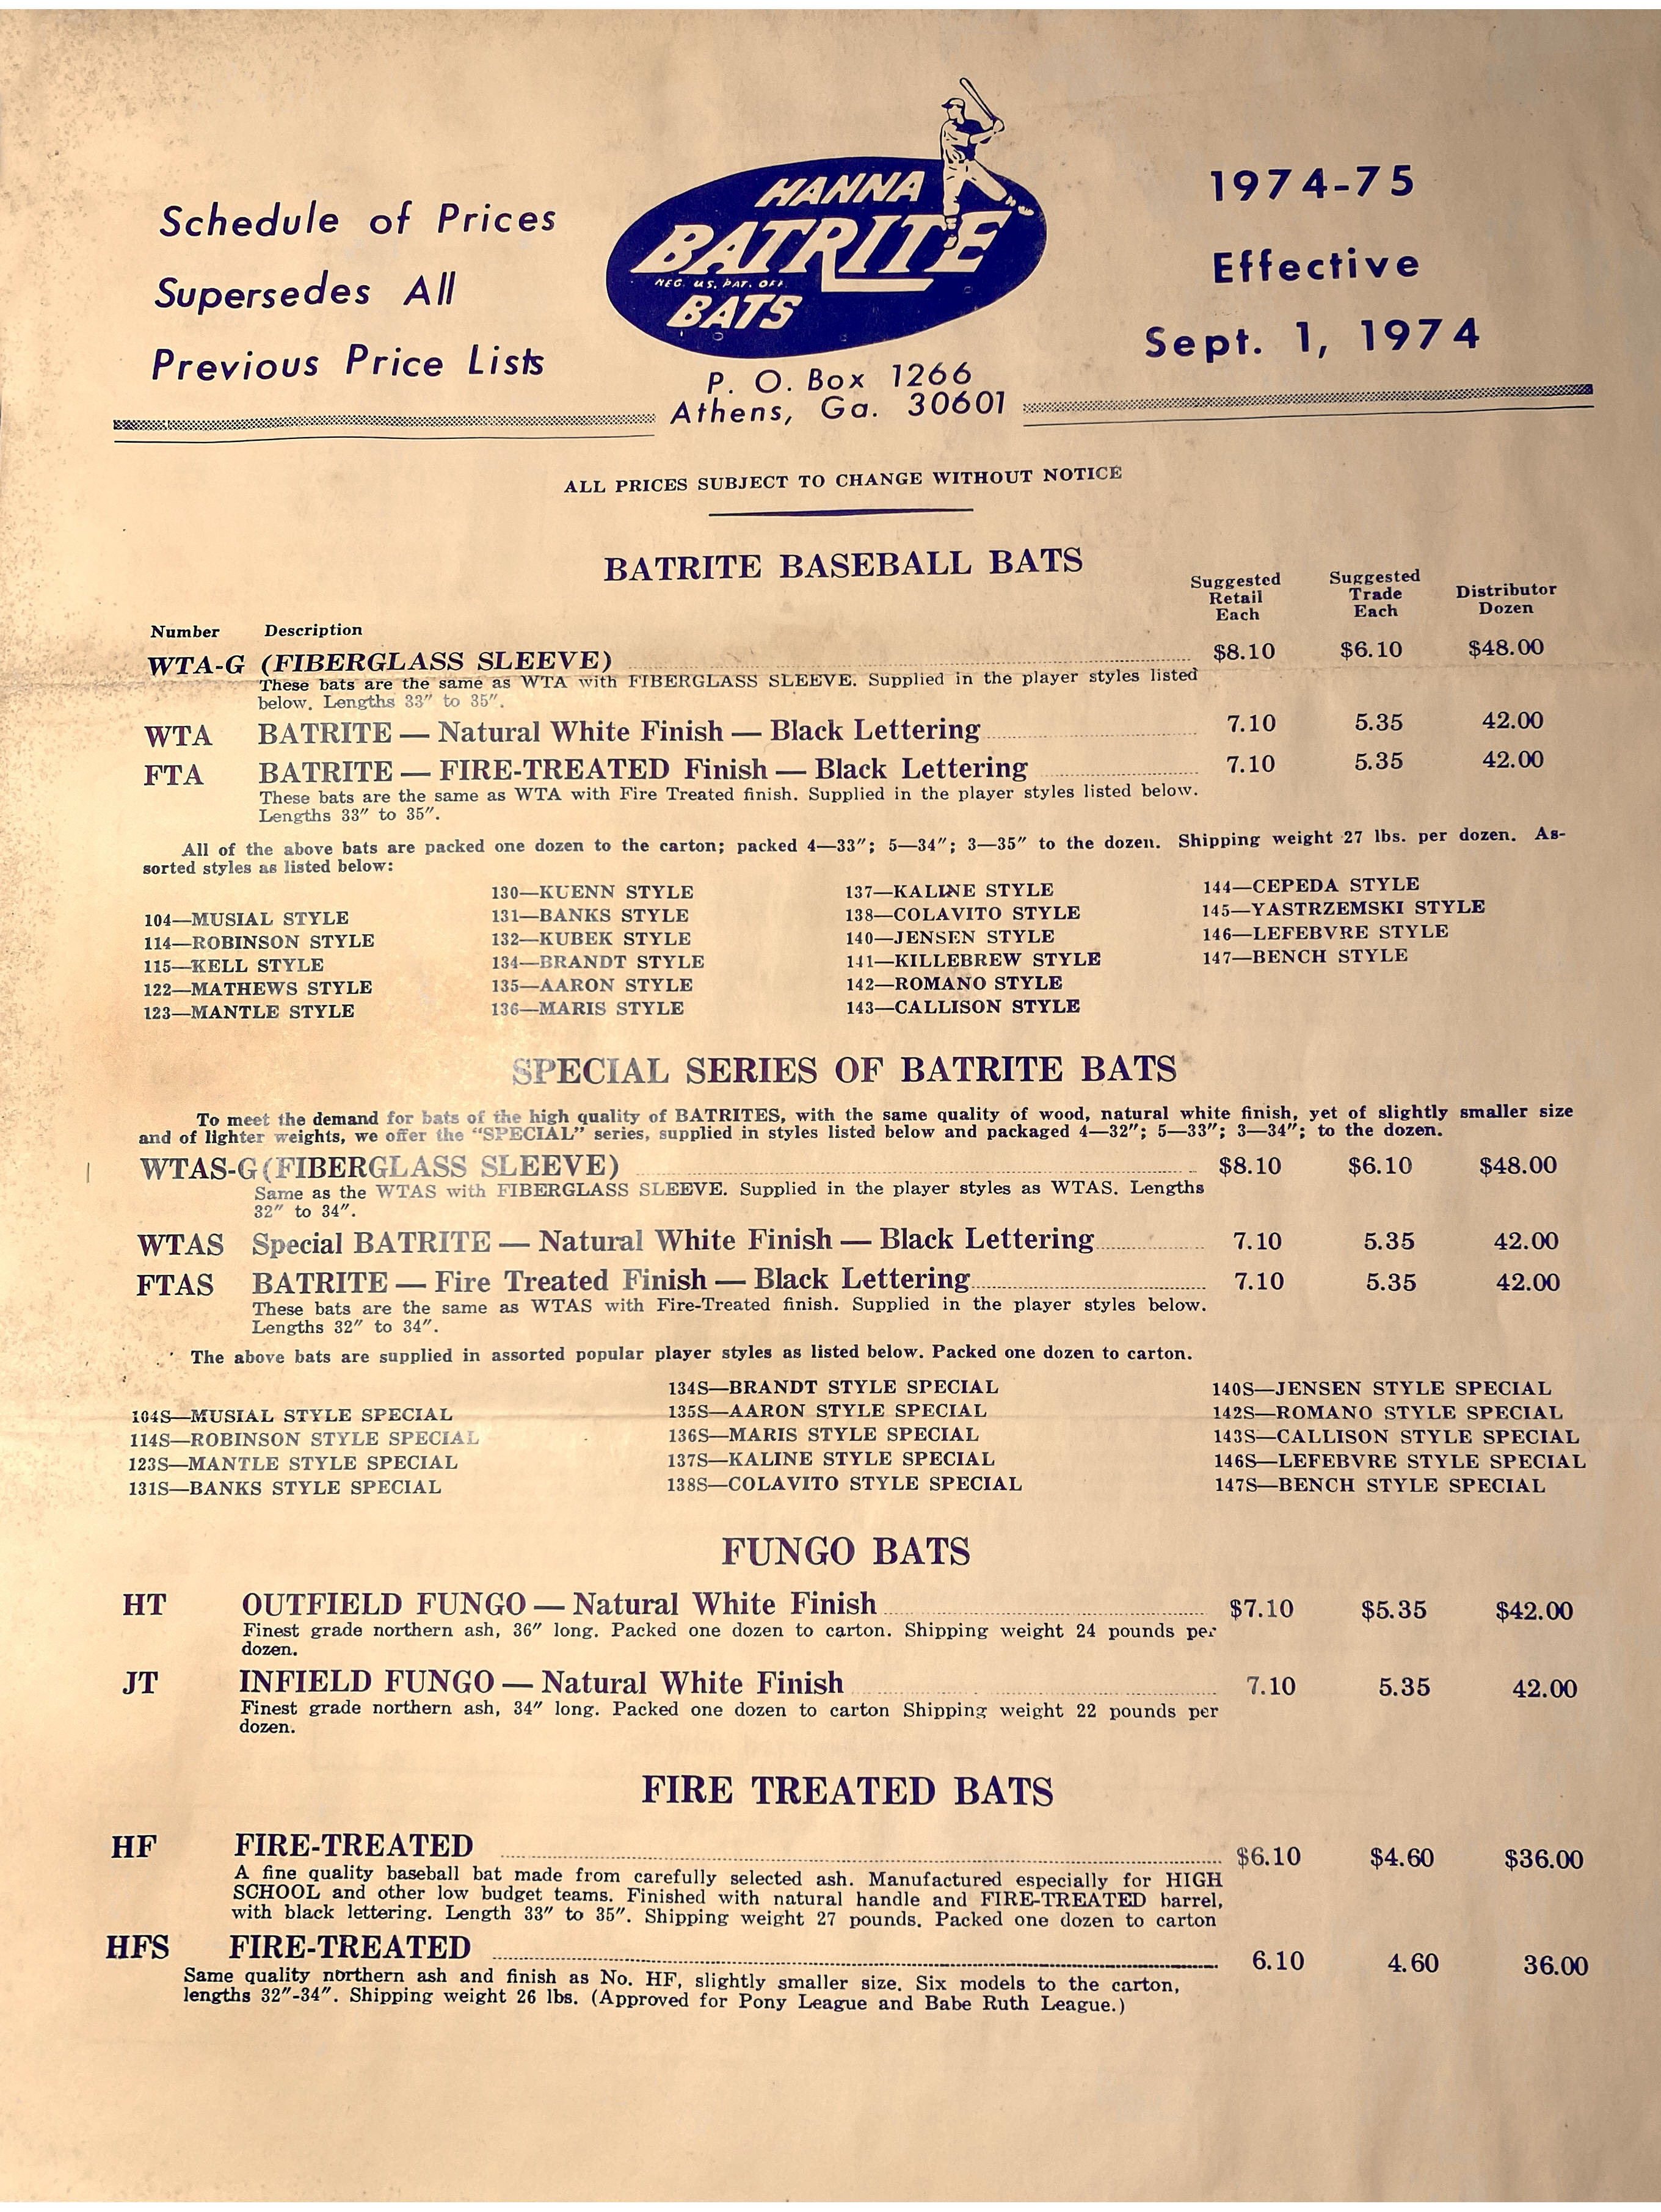 Schedule of Prices
Supersedes All
Previous Price Lists
HANNA
BATRITE
REG. U.S. PAT. OFF.
BATS
P. O. Box 1266
Athens, Ga. 30601
1974-75
Effective
Sept. 1, 1974
ALL PRICES SUBJECT TO CHANGE WITHOUT NOTICE
BATRITE BASEBALL BATS
Number Description Suggested Retail Each Suggested Trade Each Distributor Dozen
WTA-G (FIBERGLASS SLEEVE) $8.10 $6.10 $48.00
These bats are the same as WTA with FIBERGLASS SLEEVE. Supplied in the player styles listed
below. Lengths 33″ to 35″.
WTA BATRITE — Natural White Finish — Black Lettering 7.10 5.35 42.00
FTA BATRITE — FIRE-TREATED Finish — Black Lettering 7.10 5.35 42.00
These bats are the same as WTA with Fire Treated finish. Supplied in the player styles listed below.
Lengths 33″ to 35″.
All of the above bats are packed one dozen to the carton; packed 4—33″; 5—34″; 3—35″ to the dozen. Shipping weight 27 lbs. per dozen. As-
sorted styles as listed below:
104—MUSIAL STYLE
114—ROBINSON STYLE
115—KELL STYLE
122—MATHEWS STYLE
123—MANTLE STYLE
130—KUENN STYLE
131—BANKS STYLE
132—KUBEK STYLE
134—BRANDT STYLE
135—AARON STYLE
136—MARIS STYLE
137—KALINE STYLE
138—COLAVITO STYLE
140—JENSEN STYLE
141—KILLEBREW STYLE
142—ROMANO STYLE
143—CALLISON STYLE
144—CEPEDA STYLE
145—YASTRZEMSKI STYLE
146—LEFEBVRE STYLE
147—BENCH STYLE
SPECIAL SERIES OF BATRITE BATS
To meet the demand for bats of the high quality of BATRITES, with the same quality of wood, natural white finish, yet of slightly smaller size
and of lighter weights, we offer the “SPECIAL” series, supplied in styles listed below and packaged 4—32″; 5—33″; 3—34″; to the dozen.
WTAS-G (FIBERGLASS SLEEVE) $8.10 $6.10 $48.00
Same as the WTAS with FIBERGLASS SLEEVE. Supplied in the player styles as WTAS. Lengths
32″ to 34″.
WTAS Special BATRITE — Natural White Finish — Black Lettering 7.10 5.35 42.00
FTAS BATRITE — Fire Treated Finish — Black Lettering 7.10 5.35 42.00
These bats are the same as WTAS with Fire-Treated finish. Supplied in the player styles below.
Lengths 32″ to 34″.
The above bats are supplied in assorted popular player styles as listed below. Packed one dozen to carton.
104S—MUSIAL STYLE SPECIAL
114S—ROBINSON STYLE SPECIAL
123S—MANTLE STYLE SPECIAL
131S—BANKS STYLE SPECIAL
134S—BRANDT STYLE SPECIAL
135S—AARON STYLE SPECIAL
136S—MARIS STYLE SPECIAL
137S—KALINE STYLE SPECIAL
138S—COLAVITO STYLE SPECIAL
140S—JENSEN STYLE SPECIAL
142S—ROMANO STYLE SPECIAL
143S—CALLISON STYLE SPECIAL
146S—LEFEBVRE STYLE SPECIAL
147S—BENCH STYLE SPECIAL
FUNGO BATS
HT OUTFIELD FUNGO — Natural White Finish $7.10 $5.35 $42.00
Finest grade northern ash, 36″ long. Packed one dozen to carton. Shipping weight 24 pounds per
dozen.
JT INFIELD FUNGO — Natural White Finish 7.10 5.35 42.00
Finest grade northern ash, 34″ long. Packed one dozen to carton Shipping weight 22 pounds per
dozen.
FIRE TREATED BATS
HF FIRE-TREATED $6.10 $4.60 $36.00
A fine quality baseball bat made from carefully selected ash. Manufactured especially for HIGH
SCHOOL and other low budget teams. Finished with natural handle and FIRE-TREATED barrel,
with black lettering. Length 33″ to 35″. Shipping weight 27 pounds. Packed one dozen to carton
HFS FIRE-TREATED 6.10 4.60 36.00
Same quality northern ash and finish as No. HF, slightly smaller size. Six models to the carton,
lengths 32″-34″. Shipping weight 26 lbs. (Approved for Pony League and Babe Ruth League.)